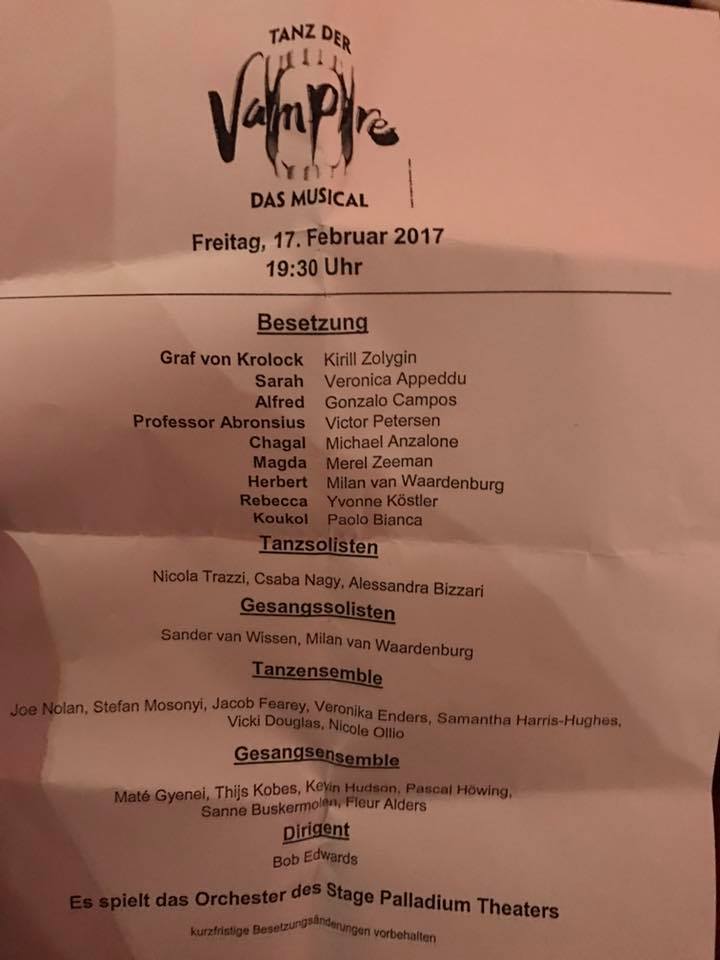 TANZ DER
Vampire
DAS MUSICAL
Freitag, 17. Februar 2017
19:30 Uhr
Besetzung
Graf von Krolock Kirill Zolygin
Sarah Veronica Appeddu
Alfred Gonzalo Campos
Professor Abronsius Victor Petersen
Chagal Michael Anzalone
Magda Merel Zeeman
Herbert Milan van Waardenburg
Rebecca Yvonne Köstler
Koukol Paolo Bianca
Tanzsolisten
Nicola Trazzi, Csaba Nagy, Alessandra Bizzari
Gesangssolisten
Sander van Wissen, Milan van Waardenburg
Tanzensemble
Joe Nolan, Stefan Mosonyi, Jacob Fearey, Veronika Enders, Samantha Harris-Hughes,
Vicki Douglas, Nicole Ollio
Gesangsensemble
Maté Gyenei, Thijs Kobes, Kevin Hudson, Pascal Höwing,
Sanne Buskermolen, Fleur Alders
Dirigent
Bob Edwards
Es spielt das Orchester des Stage Palladium Theaters
kurzfristige Besetzungsänderungen vorbehalten